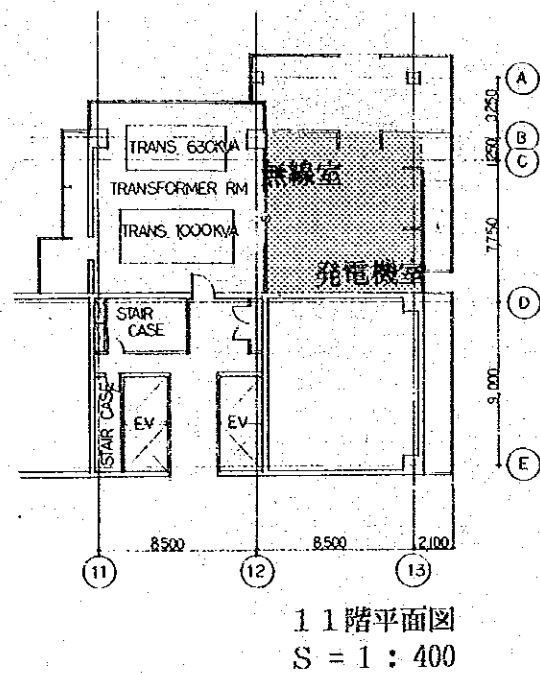 A
3250
B
1250
C
TRANS. 630KVA
無線室
TRANSFORMER RM
TRANS. 1000KVA
7750
発電機室
D
STAIR
CASE
9,000
STAIR CASE
EV
EV
E
8500
8,500
2,100
11
12
13
11階平面図
S = 1 : 400